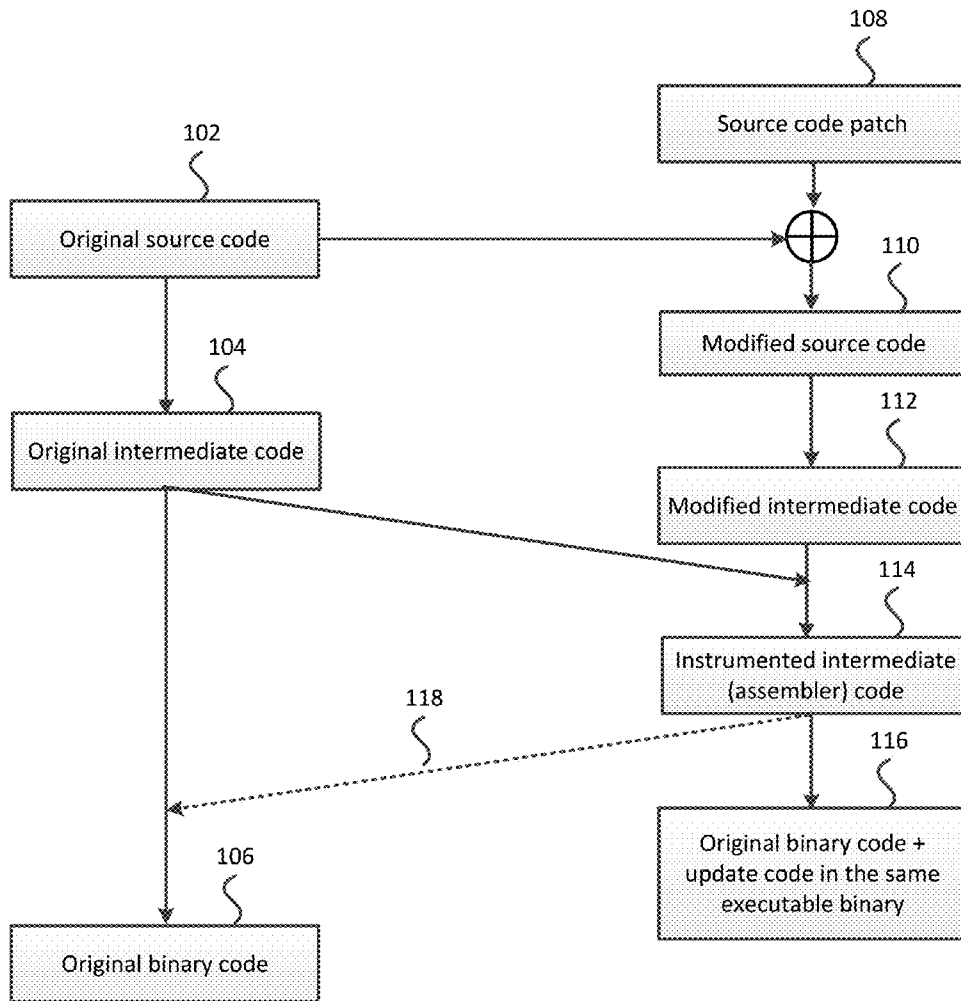 108
Source code patch
102
Original source code
110
Modified source code
104
Original intermediate code
112
Modified intermediate code
114
Instrumented intermediate
(assembler) code
118
116
Original binary code +
update code in the same
executable binary
106
Original binary code